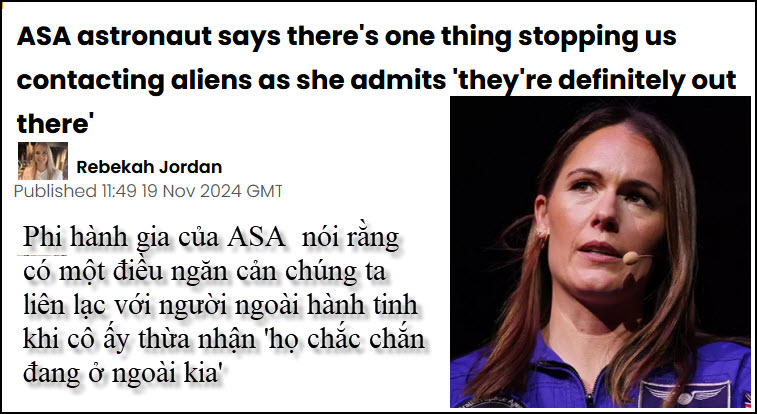 ASA astronaut says there's one thing stopping us
contacting aliens as she admits 'they're definitely out
there'
Rebekah Jordan
Published 11:49 19 Nov 2024 GMT
Phi hành gia của ASA nói rằng
có một điều ngăn cản chúng ta
liên lạc với người ngoài hành tinh
khi cô ấy thừa nhận 'họ chắc chắn
đang ở ngoài kia'